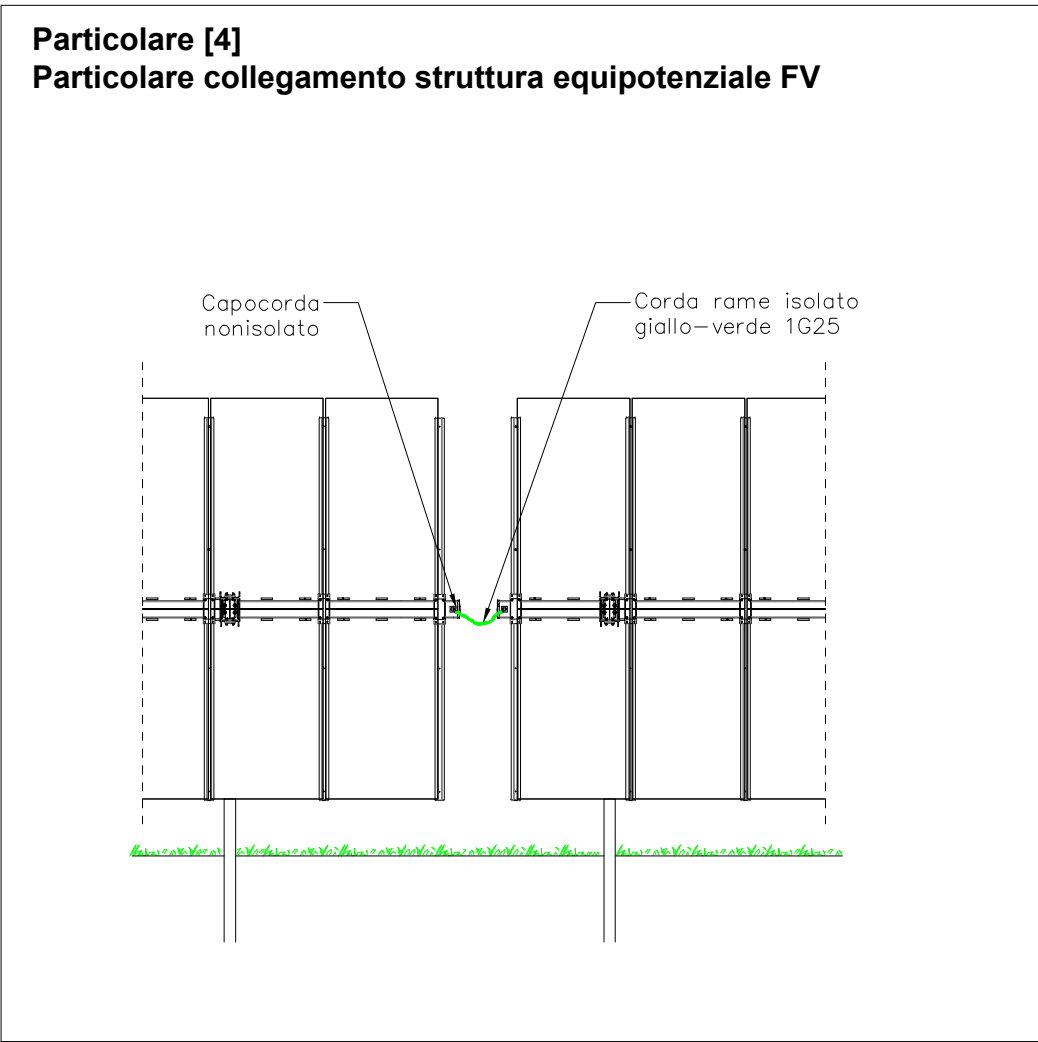 Particolare [4]
Particolare collegamento struttura equipotenziale FV
Capocorda
nonisolato
Corda rame isolato
giallo-verde 1G25